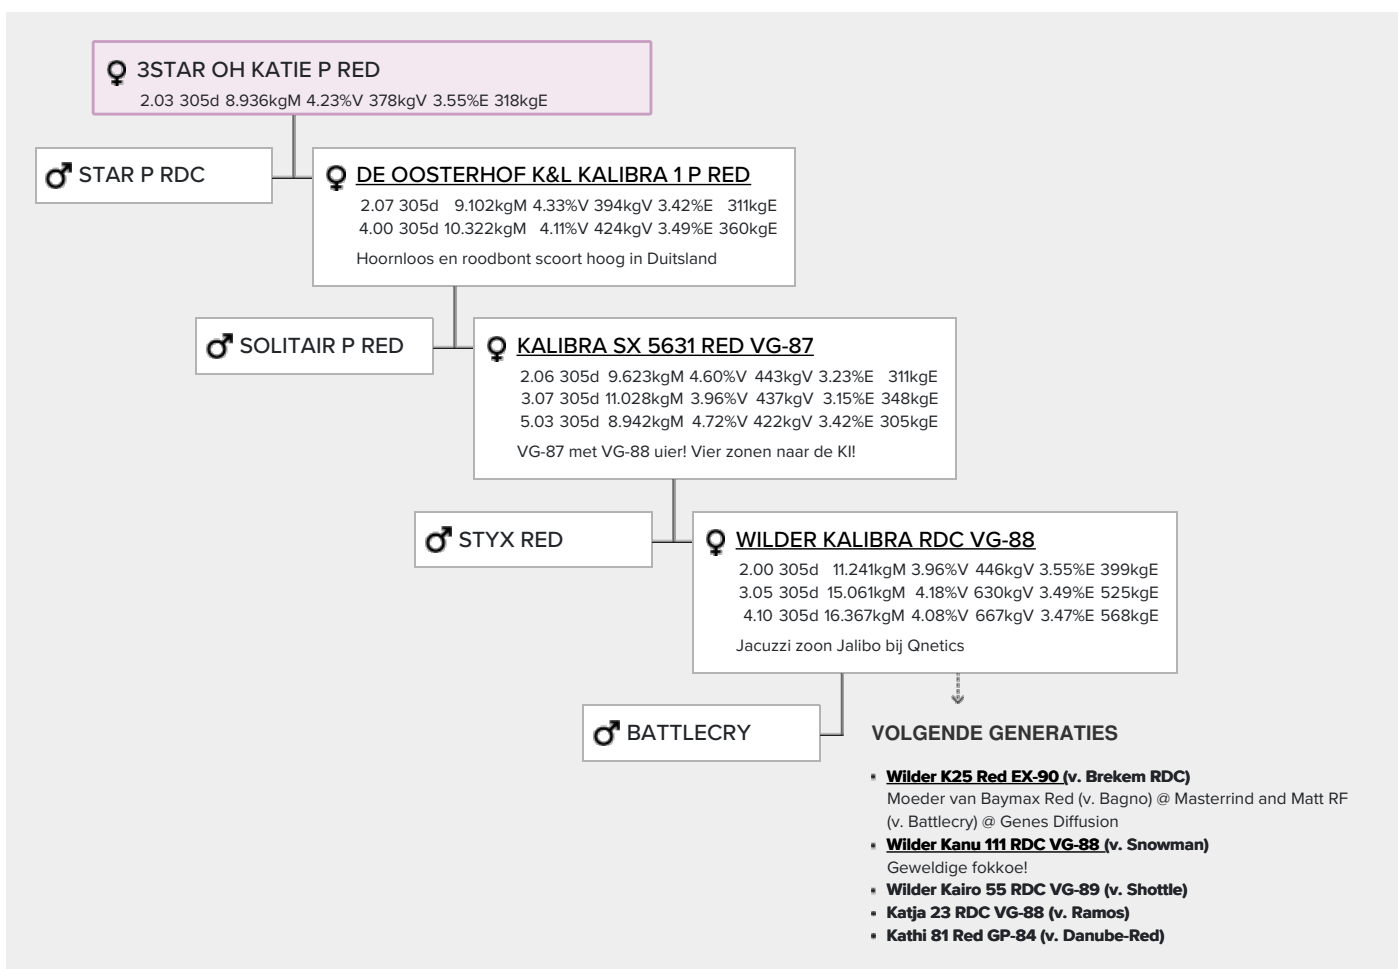 3STAR OH KATIE P RED
2.03 305d 8.936kgM 4.23%V 378kgV 3.55%E 318kgE
STAR P RDC
DE OOSTERHOF K&L KALIBRA 1 P RED
2.07 305d 9.102kgM 4.33%V 394kgV 3.42%E 311kgE
4.00 305d 10.322kgM 4.11%V 424kgV 3.49%E 360kgE
Hoornloos en roodbont scoort hoog in Duitsland
SOLITAIR P RED
KALIBRA SX 5631 RED VG-87
2.06 305d 9.623kgM 4.60%V 443kgV 3.23%E 311kgE
3.07 305d 11.028kgM 3.96%V 437kgV 3.15%E 348kgE
5.03 305d 8.942kgM 4.72%V 422kgV 3.42%E 305kgE
VG-87 met VG-88 uier! Vier zonen naar de KI!
STYX RED
WILDER KALIBRA RDC VG-88
2.00 305d 11.241kgM 3.96%V 446kgV 3.55%E 399kgE
3.05 305d 15.061kgM 4.18%V 630kgV 3.49%E 525kgE
4.10 305d 16.367kgM 4.08%V 667kgV 3.47%E 568kgE
Jacuzzi zoon Jalibo bij Qnetics
BATTLECRY
VOLGENDE GENERATIES
Wilder K25 Red EX-90 (v. Brekem RDC)
Moeder van Baymax Red (v. Bagno) @ Masterrind and Matt RF
(v. Battlecry) @ Genes Diffusion
Wilder Kanu 111 RDC VG-88 (v. Snowman)
Geweldige fokkoe!
Wilder Kairo 55 RDC VG-89 (v. Shottle)
Katja 23 RDC VG-88 (v. Ramos)
Kathi 81 Red GP-84 (v. Danube-Red)